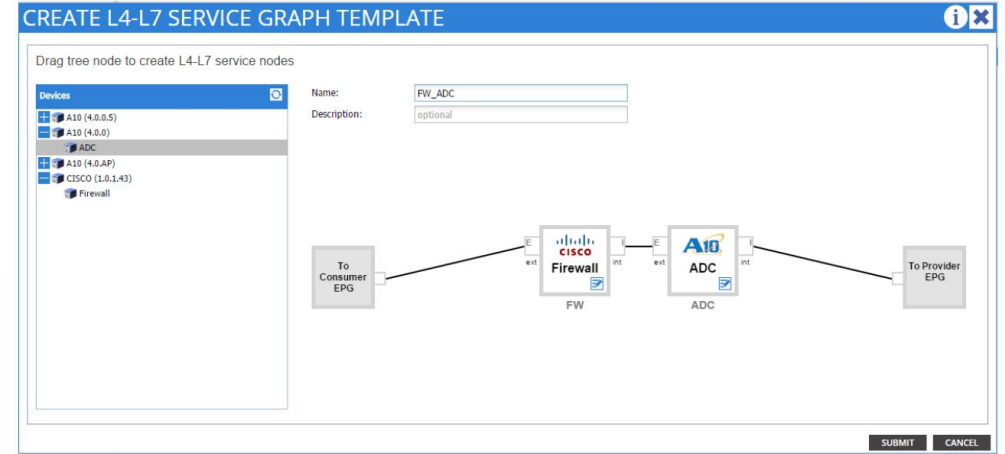 CREATE L4-L7 SERVICE GRAPH TEMPLATE
i
Drag tree node to create L4-L7 service nodes
Devices
A10 (4.0.0.5)
A10 (4.0.0)
ADC
A10 (4.0.AP)
CISCO (1.0.1.43)
Firewall
Name: FW_ADC
Description: optional
To
Consumer
EPG
E
ext
CISCO
Firewall
I
int
FW
E
ext
A10
ADC
I
int
ADC
To Provider
EPG
SUBMIT CANCEL